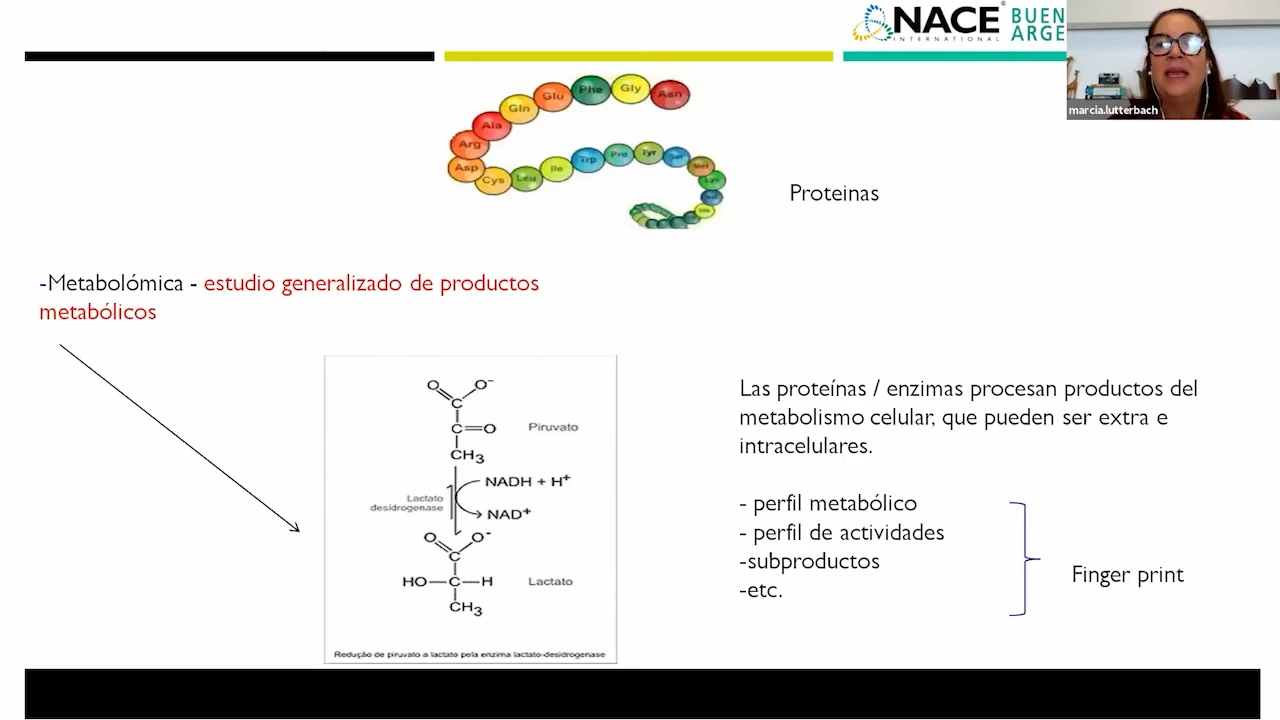 NACE
INTERNATIONAL
BUEN
ARGE
marcia.lutterbach
Asn
Gly
Phe
Glu
Gln
Ala
Arg
Asp
Cys
Leu
Ile
Trp
Pro
Tyr
Ser
Met
Lys
Proteinas
-Metabolómica - estudio generalizado de productos
metabólicos
O O-
C
C=O Piruvato
CH3
NADH + H+
Lactato
desidrogenase
NAD+
O O-
C
HO-C-H Lactato
CH3
Redução de piruvato a lactato pela enzima lactato-desidrogenase
Las proteínas / enzimas procesan productos del
metabolismo celular, que pueden ser extra e
intracelulares.
- perfil metabólico
- perfil de actividades
-subproductos
-etc.
Finger print